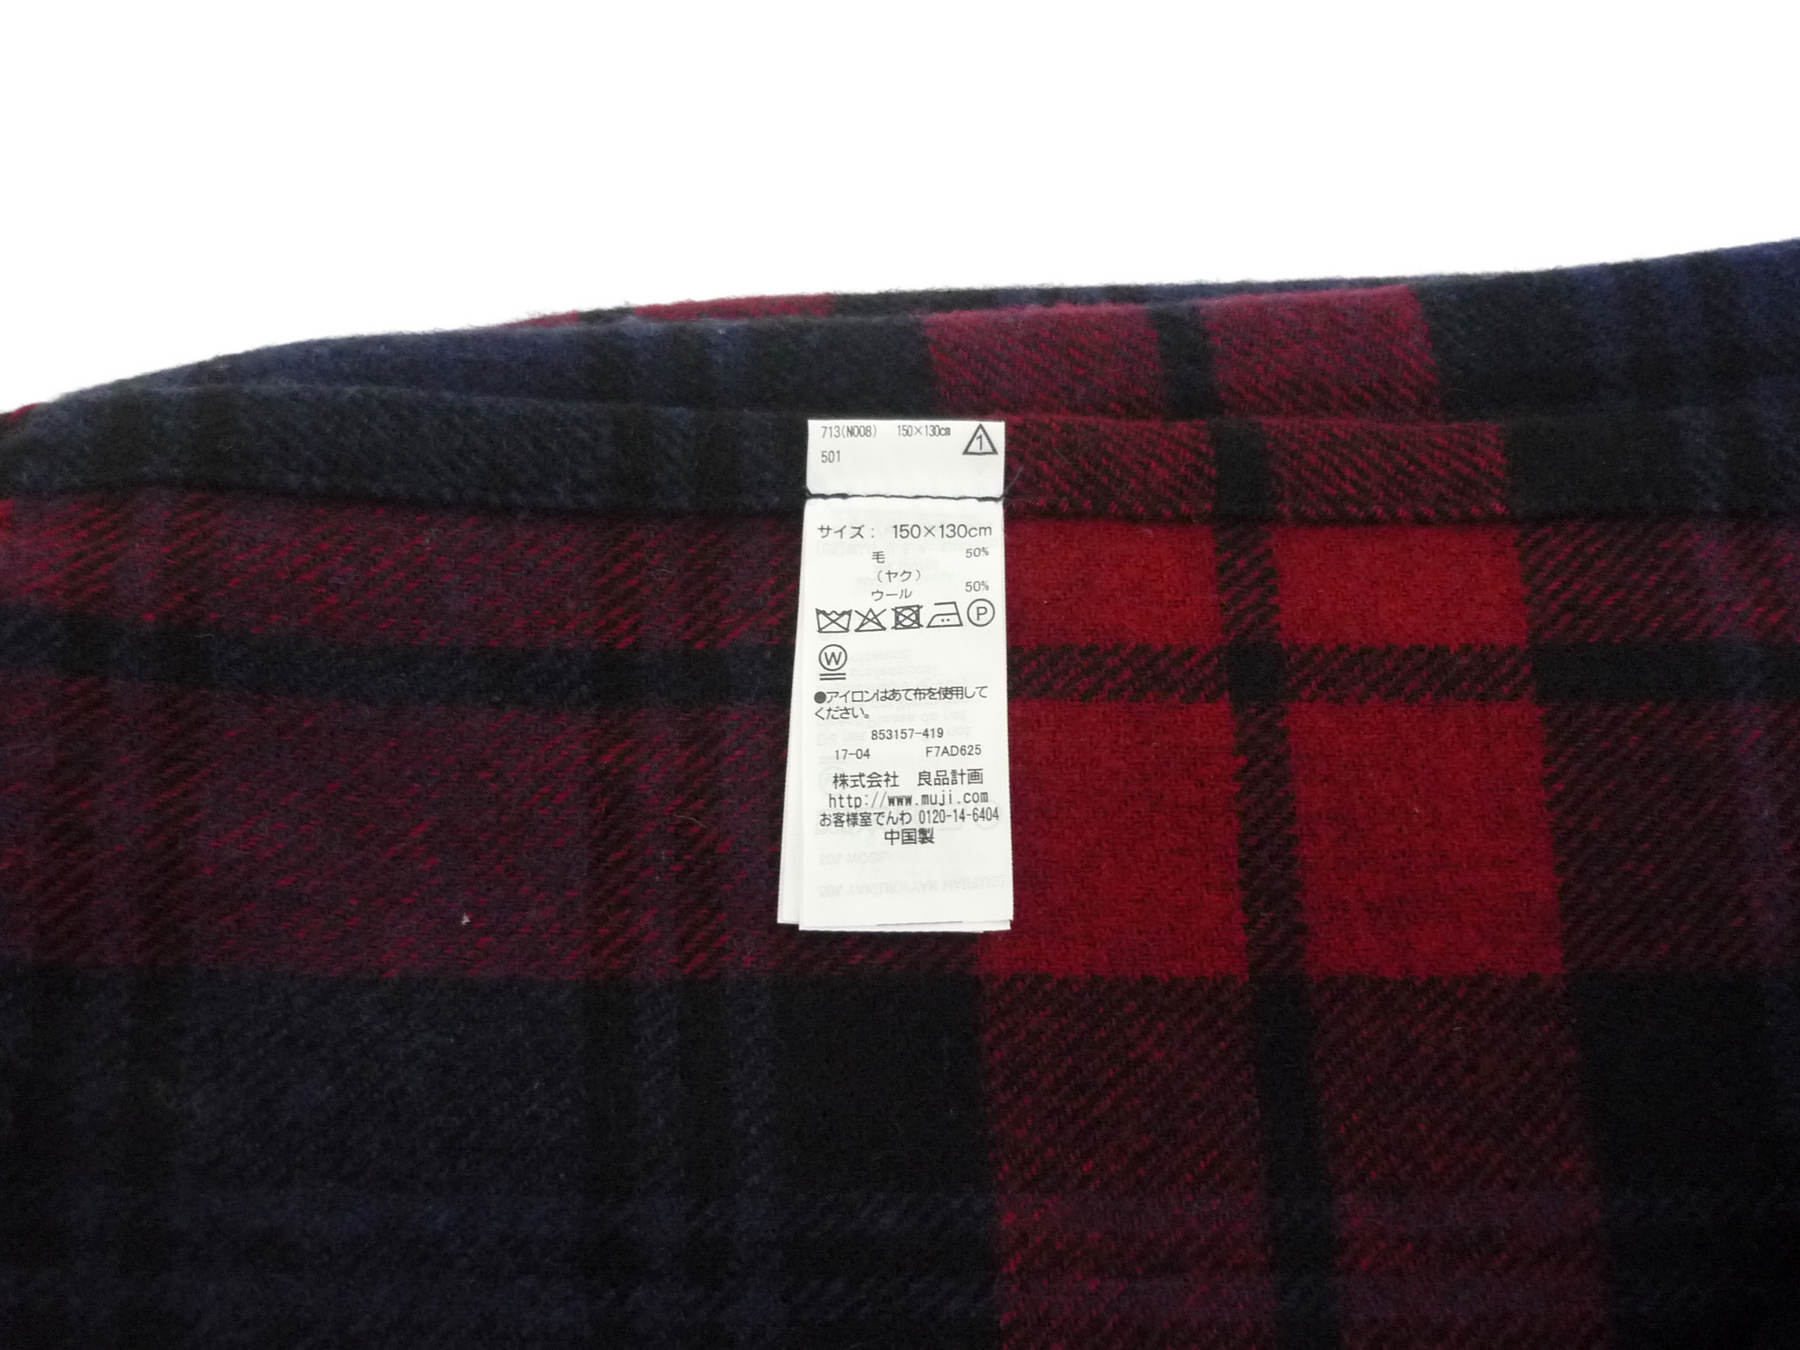 713(N008) 150×130cm 1
501
サイズ： 150×130cm
毛 50%
(ヤク)
ウール 50%
P
W
●アイロンはあて布を使用して
ください。
853157-419
17-04 F7AD625
株式会社 良品計画
http://www.muji.com
お客様室でんわ 0120-14-6404
中国製